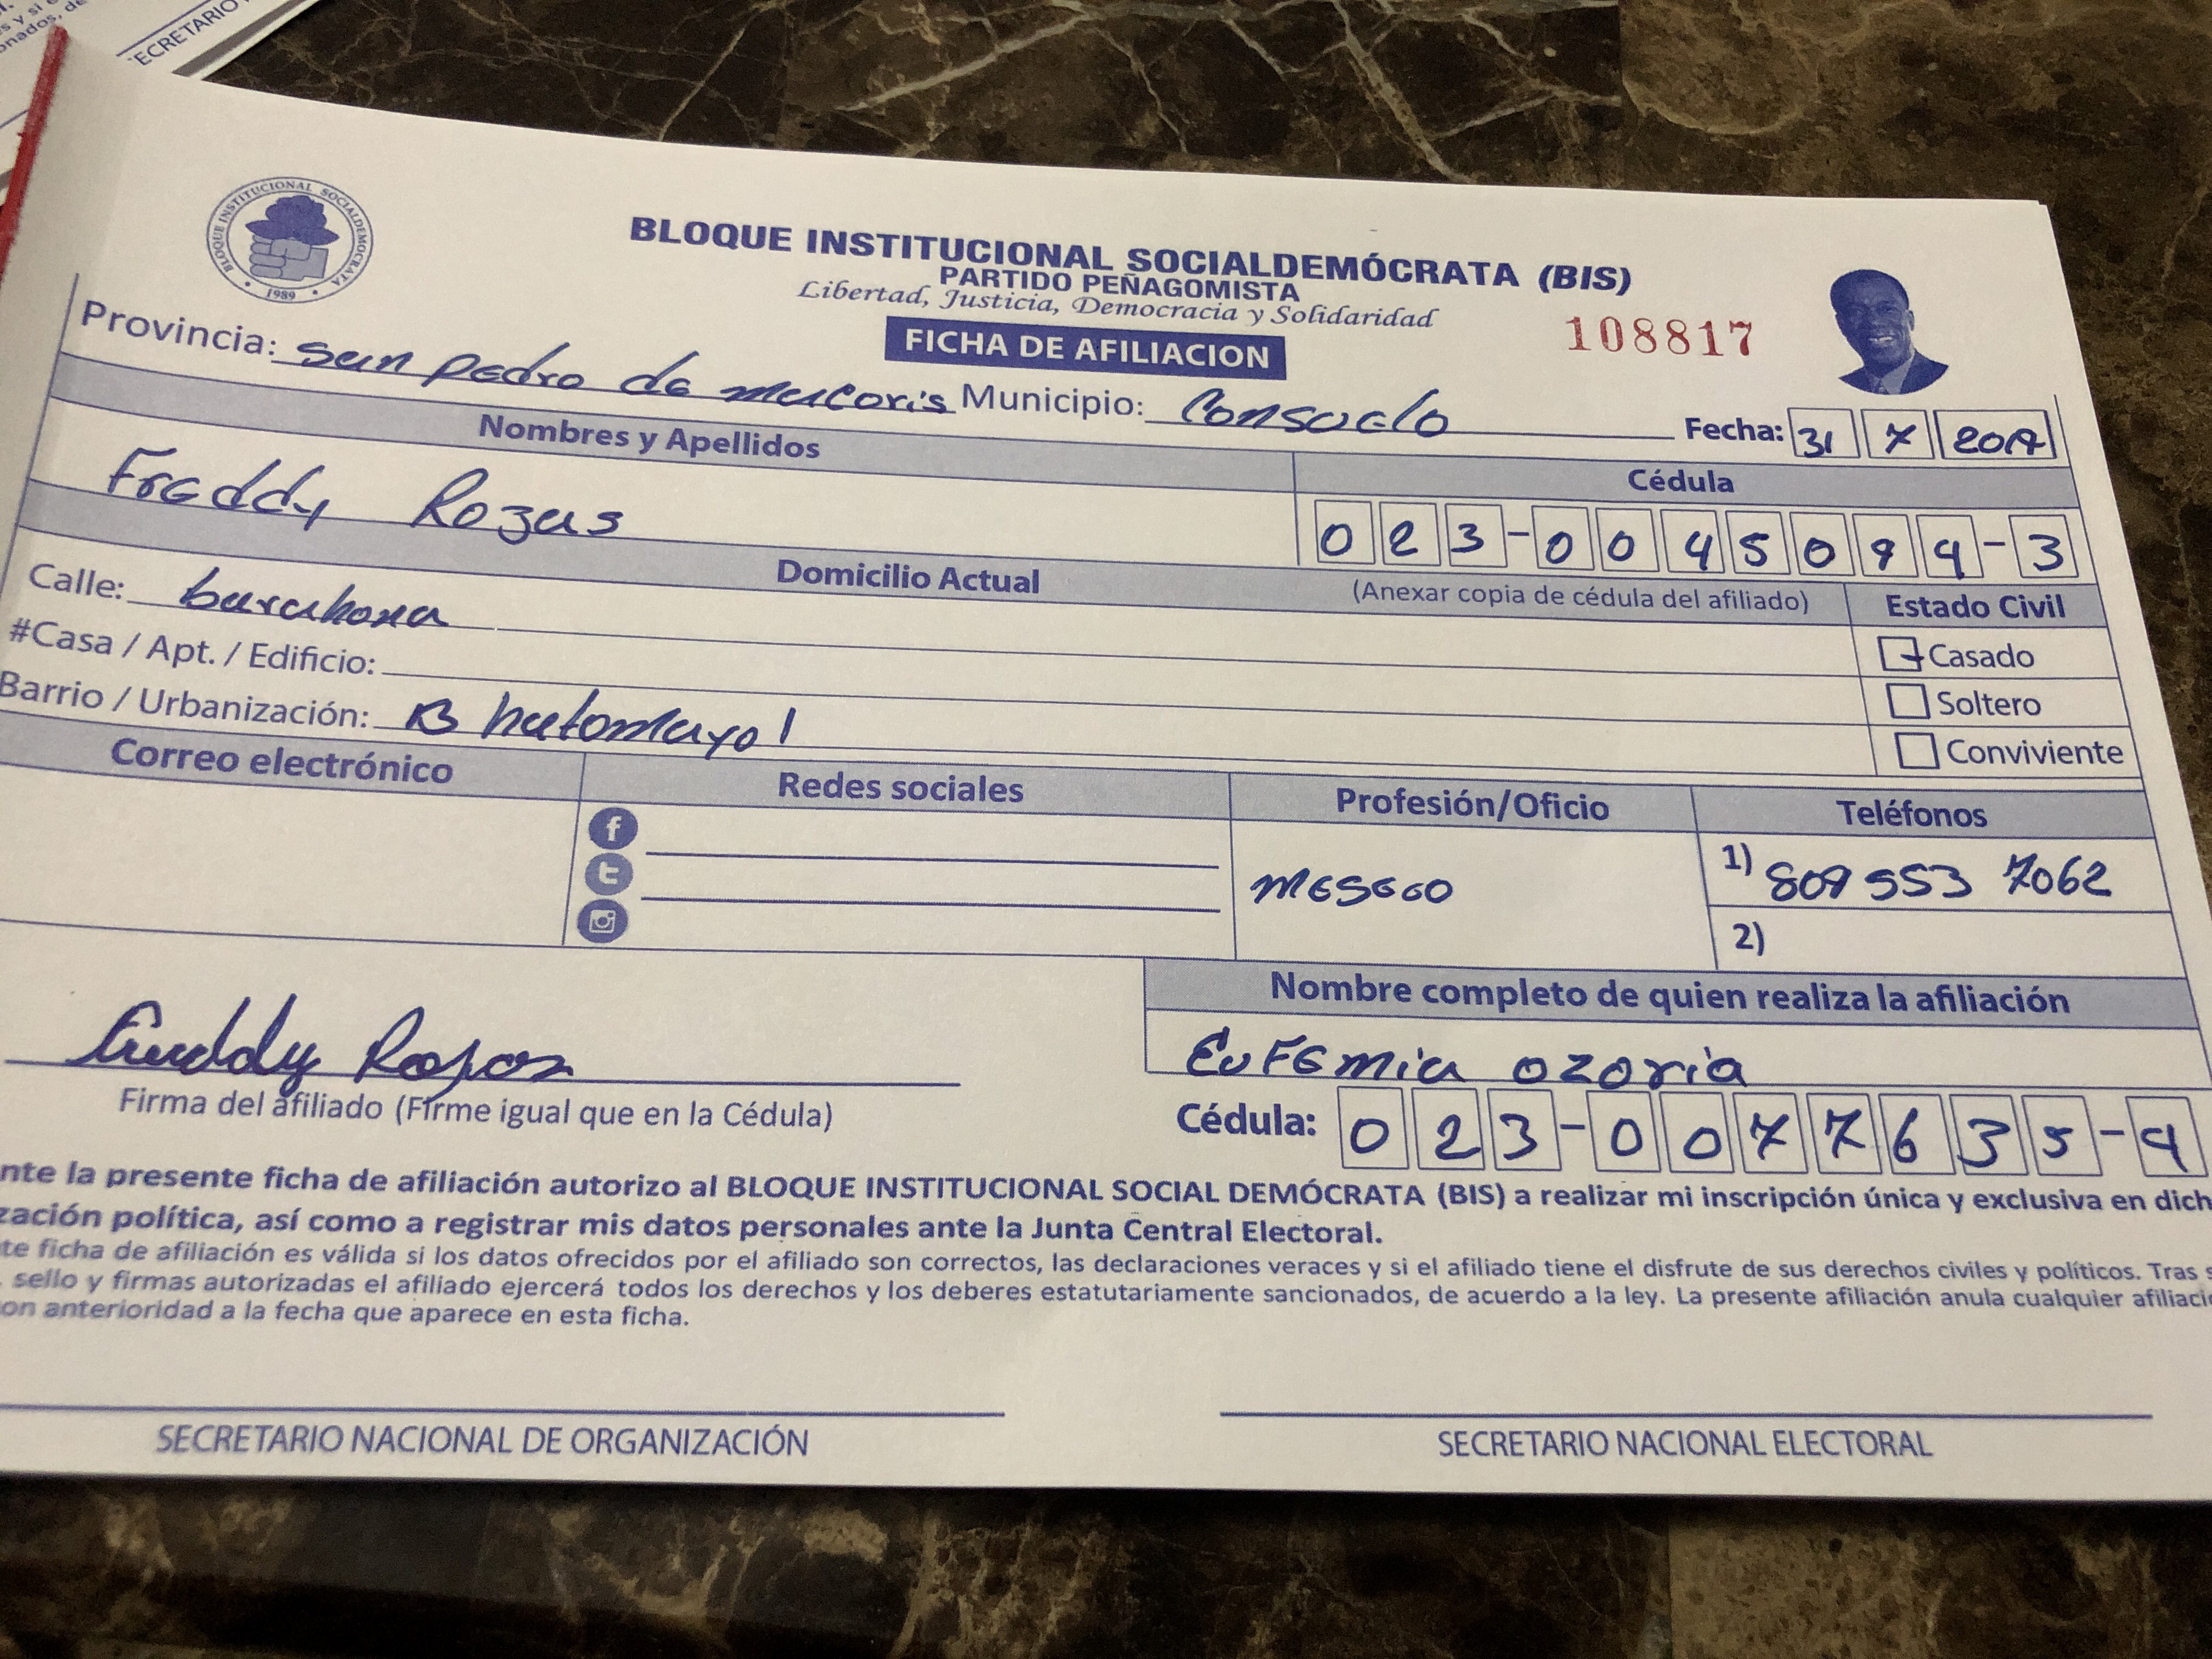 ECRETARIO
BLOQUE INSTITUCIONAL SOCIALDEMOCRATA
1989
BLOQUE INSTITUCIONAL SOCIALDEMÓCRATA (BIS)
PARTIDO PEÑAGOMISTA
Libertad, Justicia, Democracia y Solidaridad
FICHA DE AFILIACION
108817
Provincia: san pedro de macoris Municipio: Consuelo Fecha: 31 7 2017
Nombres y Apellidos Cédula
Freddy Rozas 023-0045094-3
Domicilio Actual (Anexar copia de cédula del afiliado) Estado Civil
Calle: barahona Casado
#Casa / Apt. / Edificio: Soltero
Barrio / Urbanización: B hatomayol Conviviente
Correo electrónico Redes sociales Profesión/Oficio Teléfonos
1) 809 553 7062
2)
Nombre completo de quien realiza la afiliación
Freddy Rojas EUFEmia ozoria
Firma del afiliado (Firme igual que en la Cédula) Cédula: 023-0077635-9
nte la presente ficha de afiliación autorizo al BLOQUE INSTITUCIONAL SOCIAL DEMÓCRATA (BIS) a realizar mi inscripción única y exclusiva en dich
zación política, así como a registrar mis datos personales ante la Junta Central Electoral.
te ficha de afiliación es válida si los datos ofrecidos por el afiliado son correctos, las declaraciones veraces y si el afiliado tiene el disfrute de sus derechos civiles y políticos. Tras s
, sello y firmas autorizadas el afiliado ejercerá todos los derechos y los deberes estatutariamente sancionados, de acuerdo a la ley. La presente afiliación anula cualquier afiliaci
on anterioridad a la fecha que aparece en esta ficha.
SECRETARIO NACIONAL DE ORGANIZACIÓN SECRETARIO NACIONAL ELECTORAL